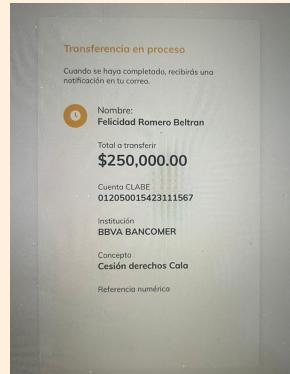 Transferencia en proceso
Cuando se haya completado, recibirás una
notificación en tu correo.
Nombre:
Felicidad Romero Beltran
Total a transferir
$250,000.00
Cuenta CLABE
012050015423111567
Institución
BBVA BANCOMER
Concepto
Cesión derechos Cala
Referencia numérica